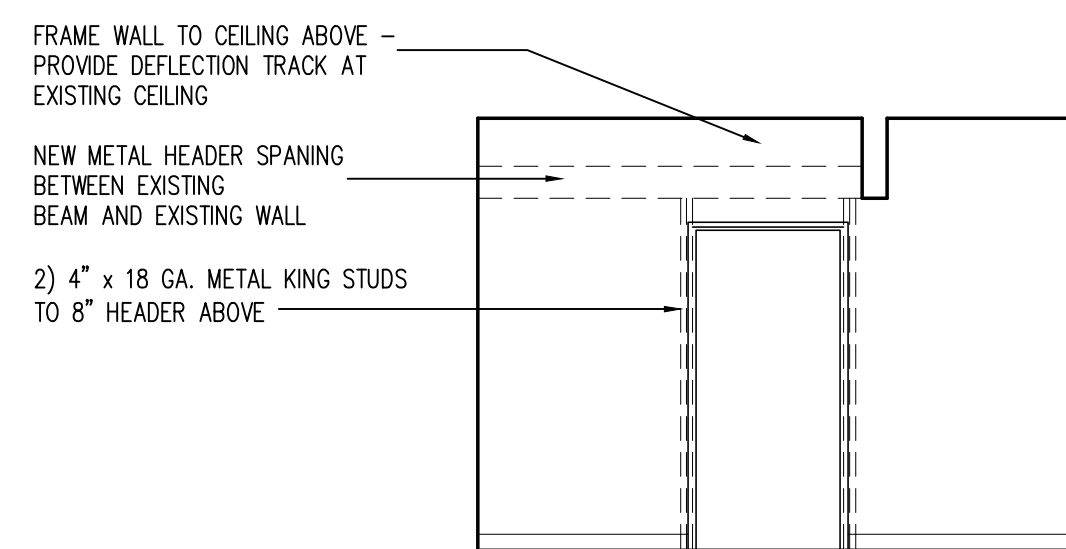 FRAME WALL TO CEILING ABOVE –
PROVIDE DEFLECTION TRACK AT
EXISTING CEILING
NEW METAL HEADER SPANING
BETWEEN EXISTING
BEAM AND EXISTING WALL
2) 4" x 18 GA. METAL KING STUDS
TO 8" HEADER ABOVE